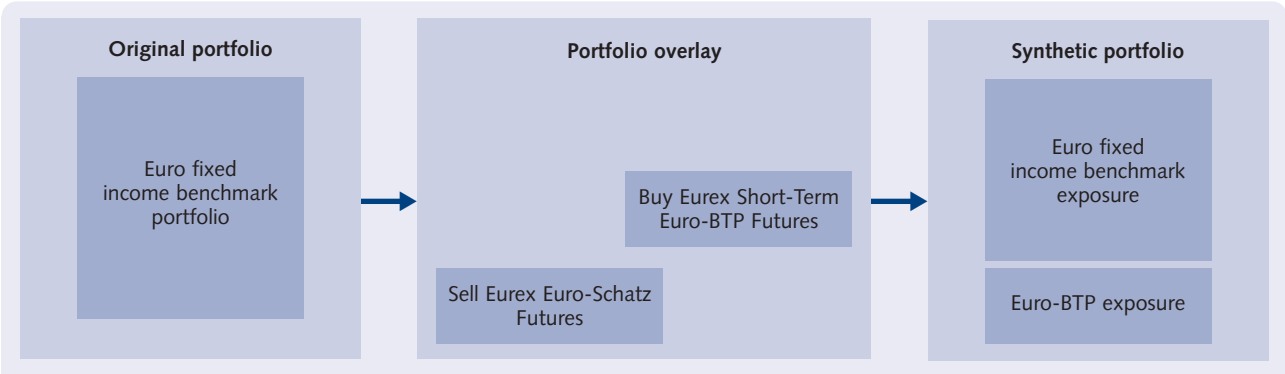 Original portfolio
Euro fixed
income benchmark
portfolio
Portfolio overlay
Buy Eurex Short-Term
Euro-BTP Futures
Sell Eurex Euro-Schatz
Futures
Synthetic portfolio
Euro fixed
income benchmark
exposure
Euro-BTP exposure